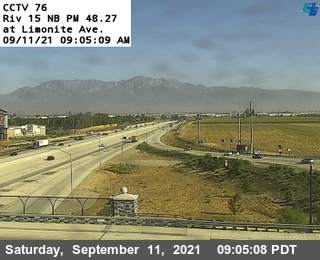 CCTV 76
Riv 15 NB PM 48.27
at Limonite Ave.
09/11/21 09:05:09 AM
Saturday, September 11, 2021 09:05:08 PDT